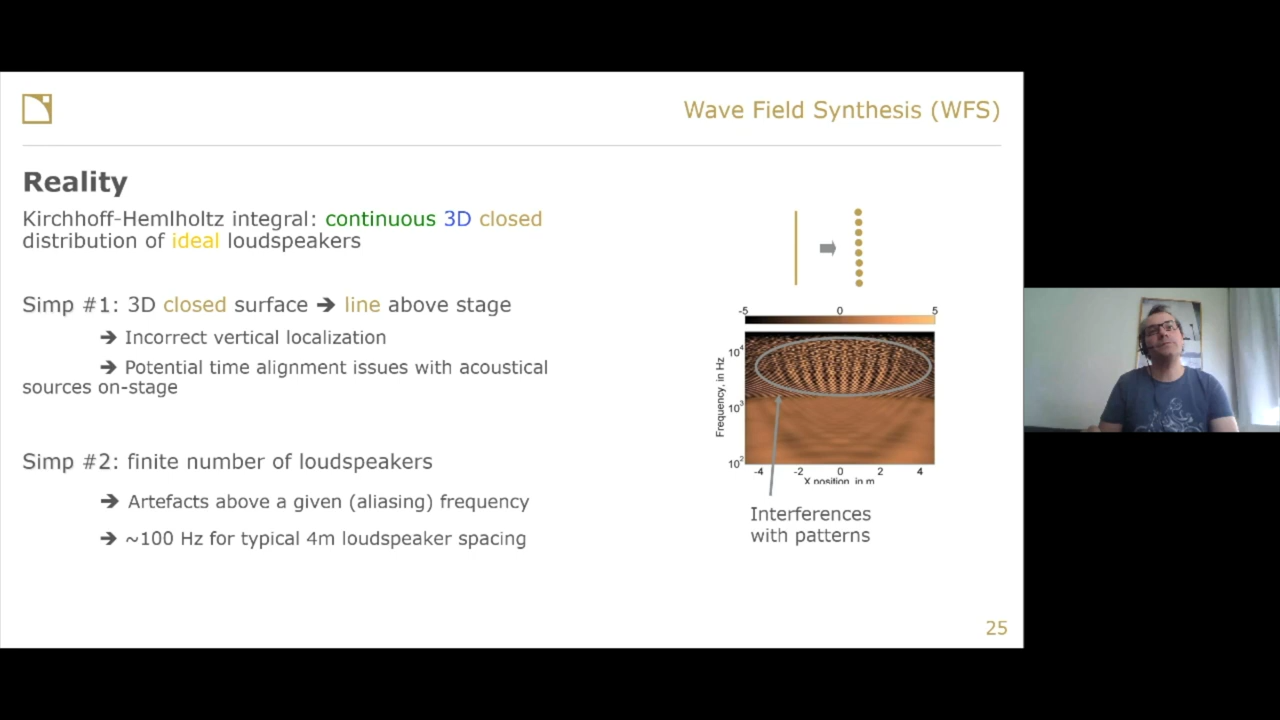 Wave Field Synthesis (WFS)
Reality
Kirchhoff-Hemlholtz integral: continuous 3D closed
distribution of ideal loudspeakers
Simp #1: 3D closed surface ➔ line above stage
➔ Incorrect vertical localization
➔ Potential time alignment issues with acoustical
sources on-stage
Simp #2: finite number of loudspeakers
➔ Artefacts above a given (aliasing) frequency
➔ ~100 Hz for typical 4m loudspeaker spacing
-5 0 5
Frequency, in Hz
10⁴
10³
10²
-4 -2 0 2 4
X position, in m
Interferences
with patterns
25